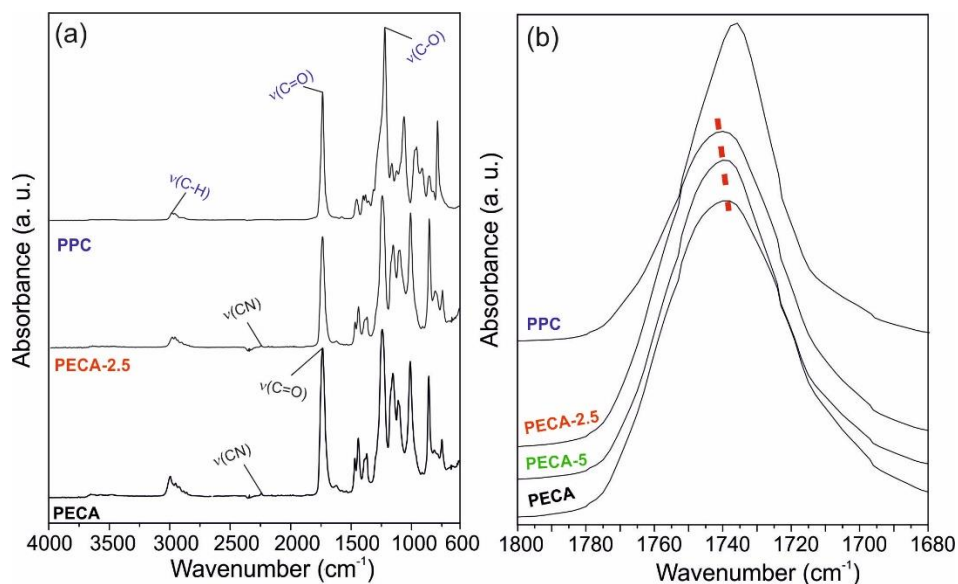 (a)
ν(C-O)
ν(C=O)
ν(C-H)
PPC
ν(CN)
PECA-2.5
ν(C=O)
ν(CN)
PECA
Absorbance (a. u.)
4000 3500 3000 2500 2000 1500 1000 600
Wavenumber (cm⁻¹)
(b)
PPC
PECA-2.5
PECA-5
PECA
Absorbance (a. u.)
1800 1780 1760 1740 1720 1700 1680
Wavenumber (cm⁻¹)